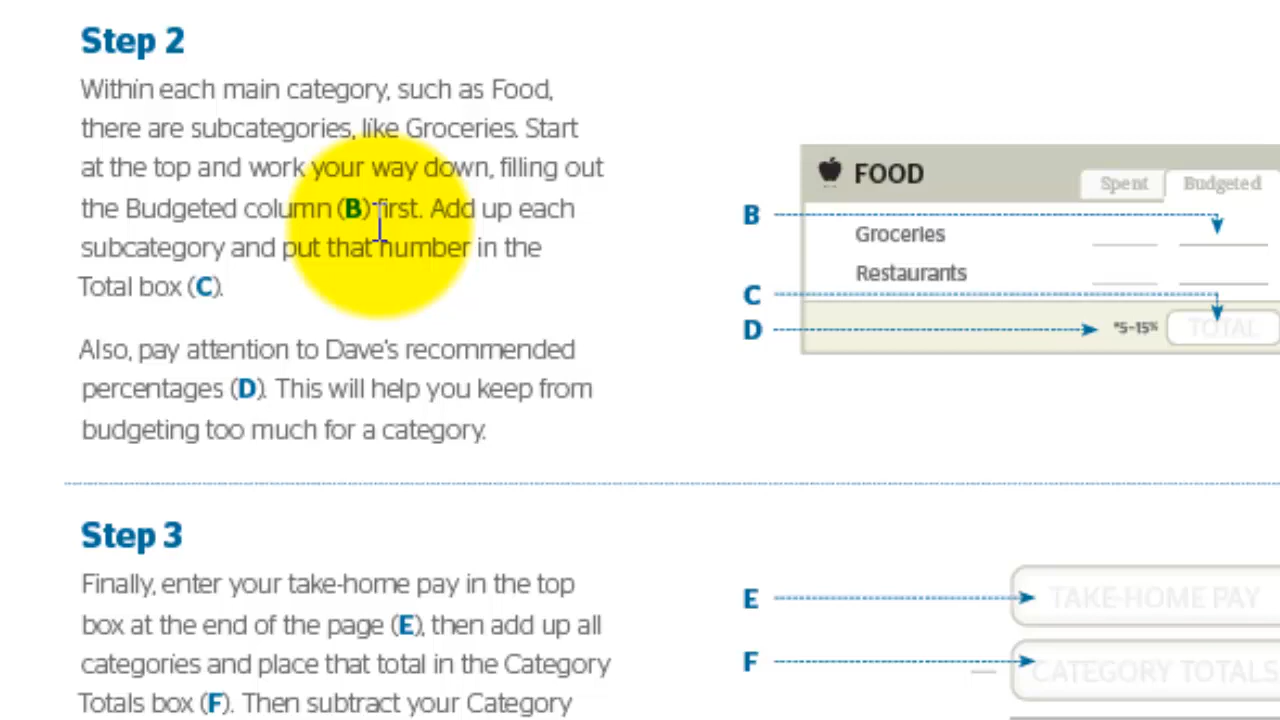 Step 2
Within each main category, such as Food,
there are subcategories, like Groceries. Start
at the top and work your way down, filling out
the Budgeted column (B) first. Add up each
subcategory and put that number in the
Total box (C).
Also, pay attention to Dave's recommended
percentages (D). This will help you keep from
budgeting too much for a category.
FOOD
Spent
Budgeted
B
Groceries
Restaurants
C
D
*5-15%
TOTAL
Step 3
Finally, enter your take-home pay in the top
box at the end of the page (E), then add up all
categories and place that total in the Category
Totals box (F). Then subtract your Category
E
TAKE-HOME PAY
F
CATEGORY TOTALS